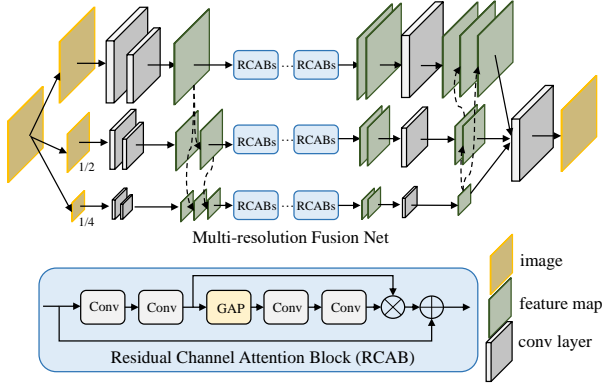 RCABs ... RCABs
1/2
RCABs ... RCABs
1/4
RCABs ... RCABs
Multi-resolution Fusion Net
image
feature map
conv layer
Conv Conv GAP Conv Conv
Residual Channel Attention Block (RCAB)